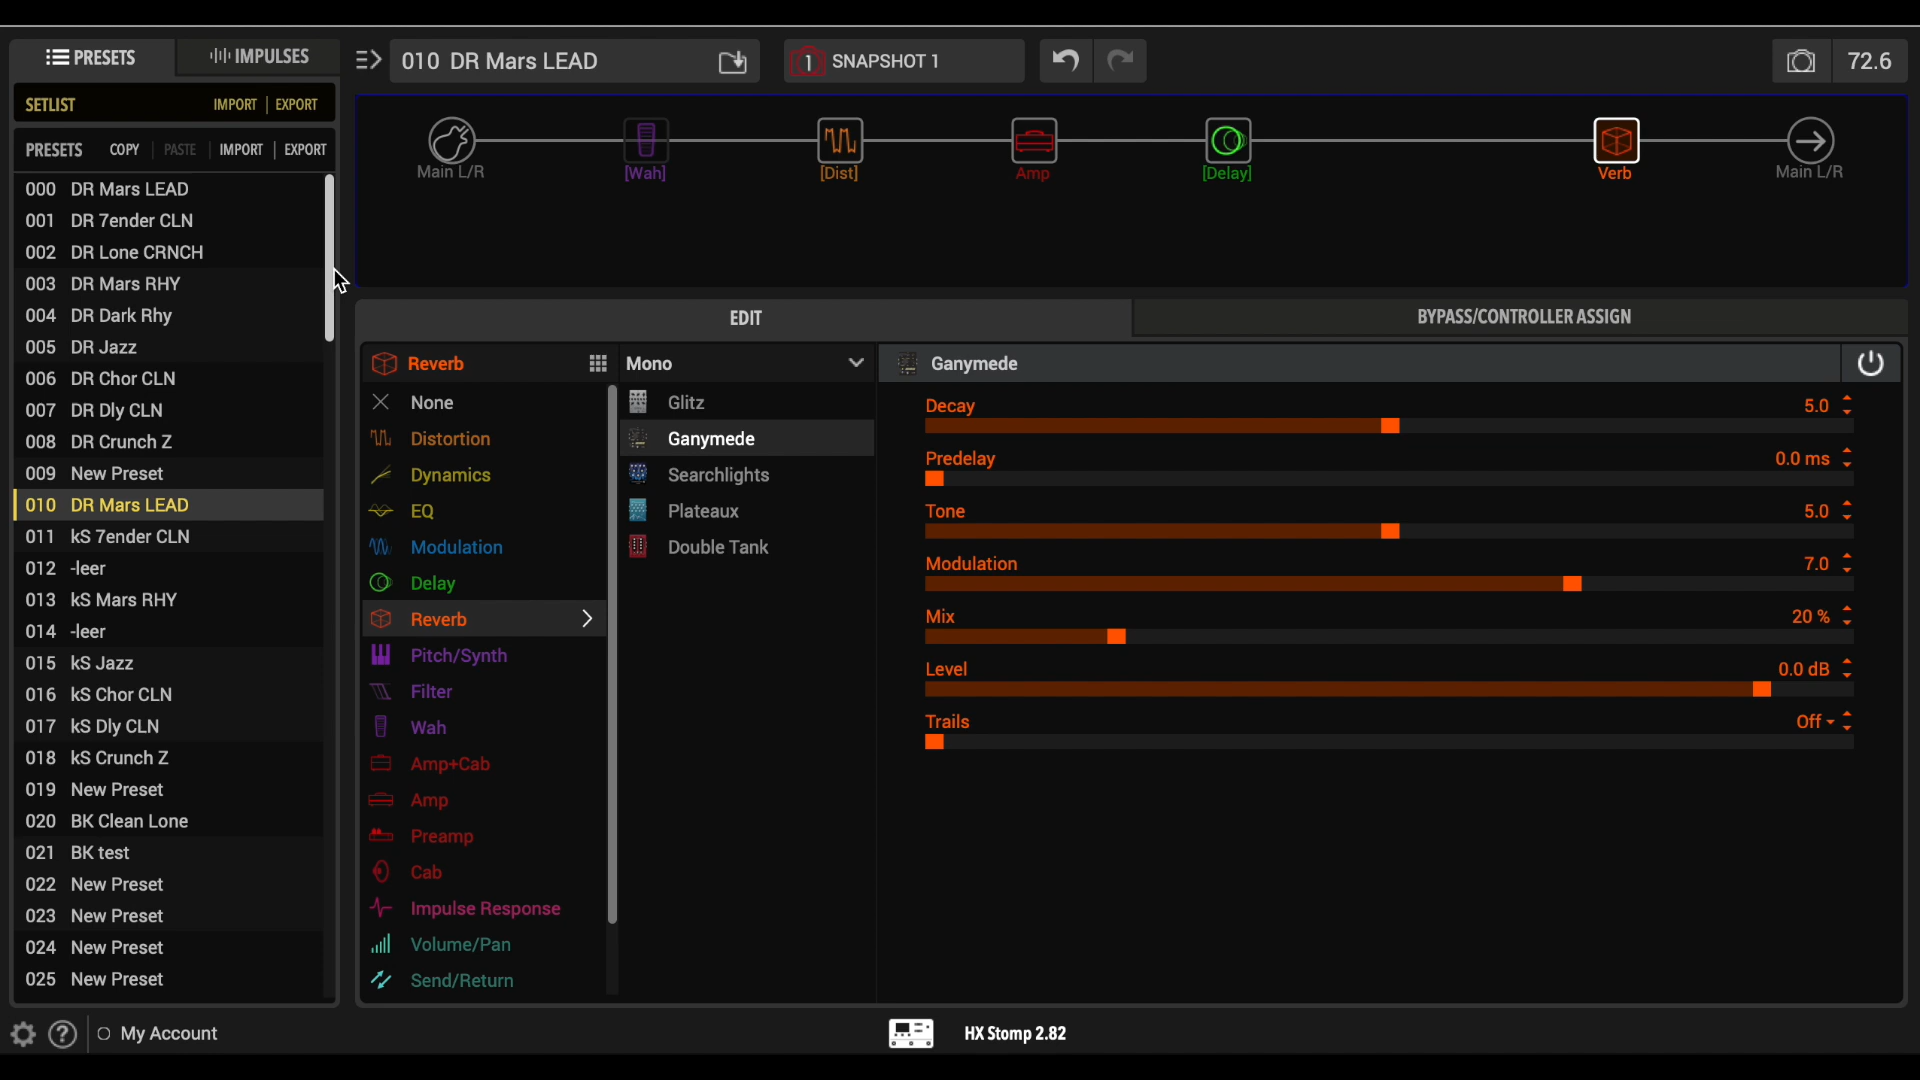 PRESETS
IMPULSES
010 DR Mars LEAD
1 SNAPSHOT 1
72.6
SETLIST IMPORT | EXPORT
PRESETS COPY PASTE IMPORT | EXPORT
000 DR Mars LEAD
001 DR 7ender CLN
002 DR Lone CRNCH
003 DR Mars RHY
004 DR Dark Rhy
005 DR Jazz
006 DR Chor CLN
007 DR Dly CLN
008 DR Crunch Z
009 New Preset
010 DR Mars LEAD
011 kS 7ender CLN
012 -leer
013 kS Mars RHY
014 -leer
015 kS Jazz
016 kS Chor CLN
017 kS Dly CLN
018 kS Crunch Z
019 New Preset
020 BK Clean Lone
021 BK test
022 New Preset
023 New Preset
024 New Preset
025 New Preset
Main L/R
[Wah]
[Dist]
Amp
[Delay]
Verb
Main L/R
EDIT
BYPASS/CONTROLLER ASSIGN
Reverb
None
Distortion
Dynamics
EQ
Modulation
Delay
Reverb
Pitch/Synth
Filter
Wah
Amp+Cab
Amp
Preamp
Cab
Impulse Response
Volume/Pan
Send/Return
Mono
Glitz
Ganymede
Searchlights
Plateaux
Double Tank
Ganymede
Decay 5.0
Predelay 0.0 ms
Tone 5.0
Modulation 7.0
Mix 20 %
Level 0.0 dB
Trails Off
? My Account
HX Stomp 2.82